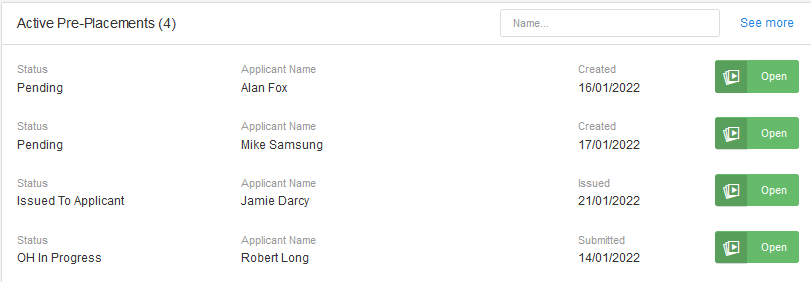 Active Pre-Placements (4) Name... See more
Status Applicant Name Created
Pending Alan Fox 16/01/2022 Open
Status Applicant Name Created
Pending Mike Samsung 17/01/2022 Open
Status Applicant Name Issued
Issued To Applicant Jamie Darcy 21/01/2022 Open
Status Applicant Name Submitted
OH In Progress Robert Long 14/01/2022 Open